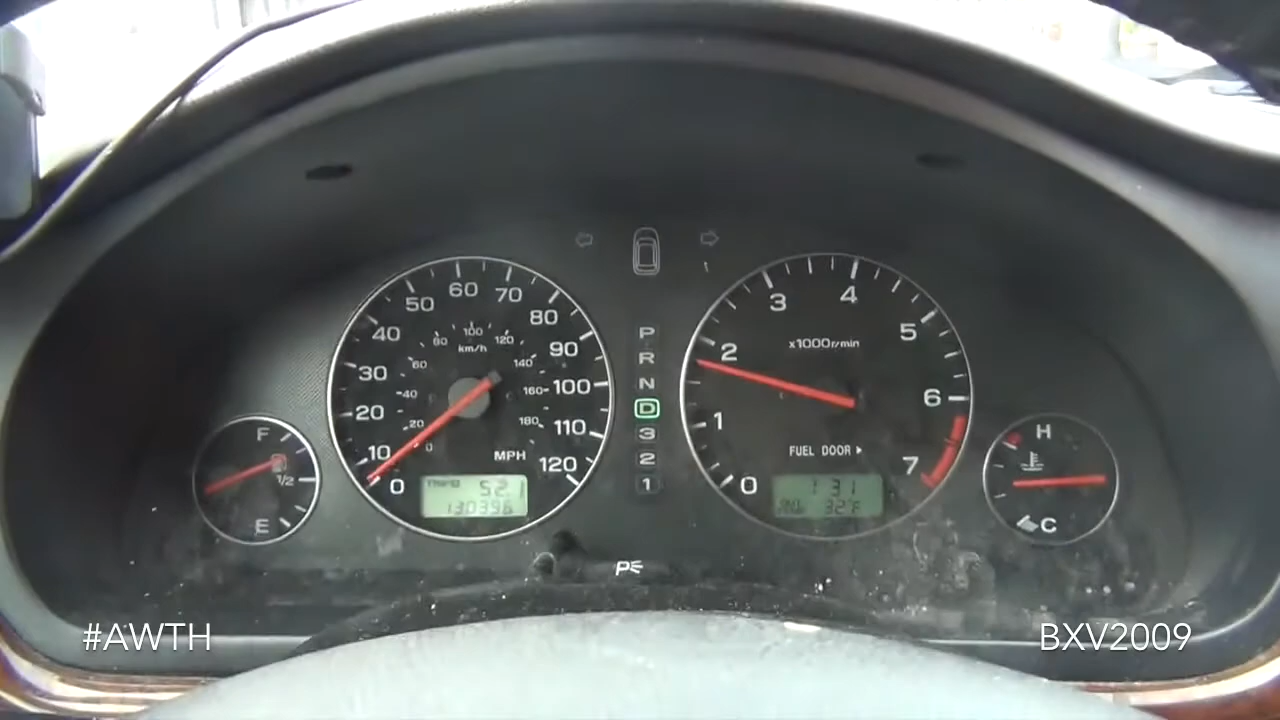 60
50
70
40
80
30
90
20
100
10
110
0
120
MPH
km/h
20
40
60
80
100
120
140
160
180
0
TRIP B 52.1
130396
P
R
N
D
3
2
1
0
1
2
3
4
5
6
7
x1000r/min
FUEL DOOR
1 31
32°F
F
1/2
E
H
C
#AWTH
BXV2009